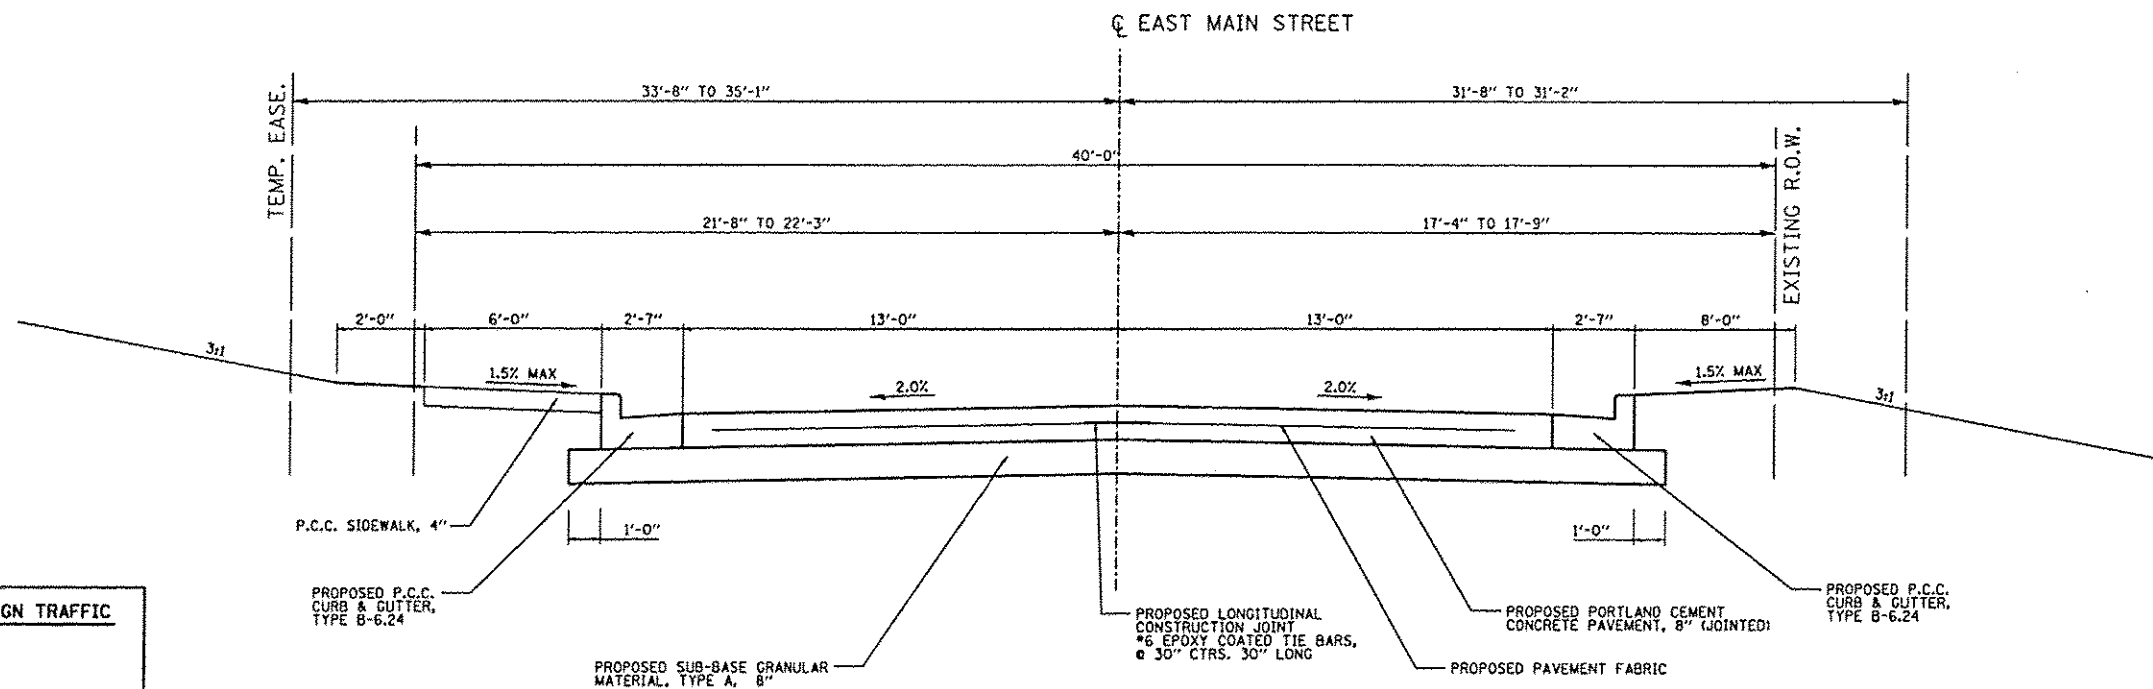 ℄ EAST MAIN STREET
33'-8" TO 35'-1"
31'-8" TO 31'-2"
TEMP. EASE.
40'-0"
EXISTING R.O.W.
21'-8" TO 22'-3"
17'-4" TO 17'-9"
2'-0"
6'-0"
2'-7"
13'-0"
13'-0"
2'-7"
8'-0"
3:1
1.5% MAX
2.0%
2.0%
1.5% MAX
3:1
P.C.C. SIDEWALK, 4"
1'-0"
1'-0"
PROPOSED P.C.C.
CURB & GUTTER,
TYPE B-6.24
PROPOSED SUB-BASE GRANULAR
MATERIAL, TYPE A, 8"
PROPOSED LONGITUDINAL
CONSTRUCTION JOINT
#6 EPOXY COATED TIE BARS,
@ 30" CTRS. 30" LONG
PROPOSED PORTLAND CEMENT
CONCRETE PAVEMENT, 8" (JOINTED)
PROPOSED PAVEMENT FABRIC
PROPOSED P.C.C.
CURB & GUTTER,
TYPE B-6.24
GN TRAFFIC